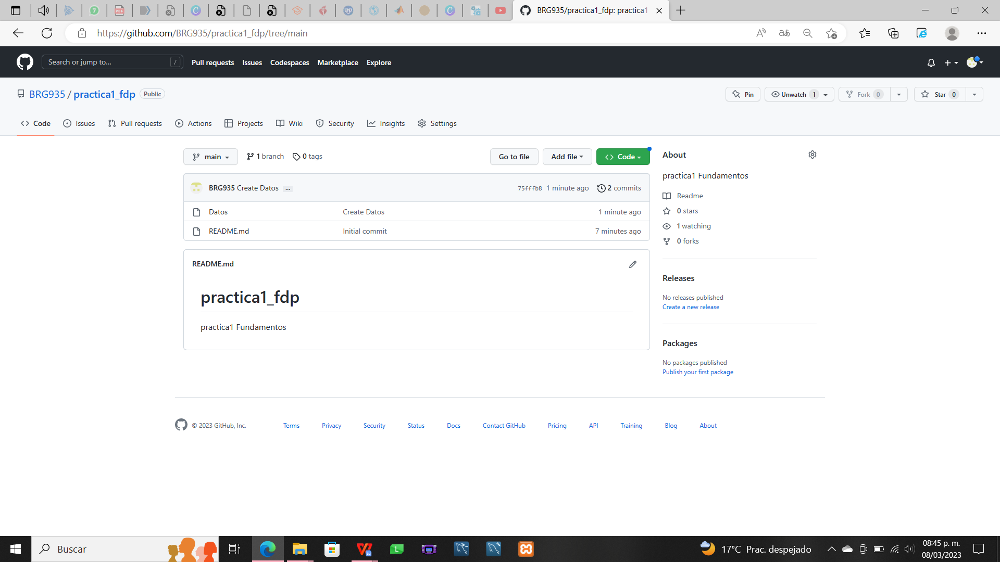 BRG935/practica1_fdp: practica1
https://github.com/BRG935/practica1_fdp/tree/main
Search or jump to... /
Pull requests Issues Codespaces Marketplace Explore
BRG935 / practica1_fdp Public
Pin Unwatch 1 Fork 0 Star 0
Code Issues Pull requests Actions Projects Wiki Security Insights Settings
main 1 branch 0 tags Go to file Add file Code
BRG935 Create Datos ... 75fffb8 1 minute ago 2 commits
Datos Create Datos 1 minute ago
README.md Initial commit 7 minutes ago
README.md
practica1_fdp
practica1 Fundamentos
About
practica1 Fundamentos
Readme
0 stars
1 watching
0 forks
Releases
No releases published
Create a new release
Packages
No packages published
Publish your first package
© 2023 GitHub, Inc. Terms Privacy Security Status Docs Contact GitHub Pricing API Training Blog About
Buscar
17°C Prac. despejado
08:45 p. m.
08/03/2023